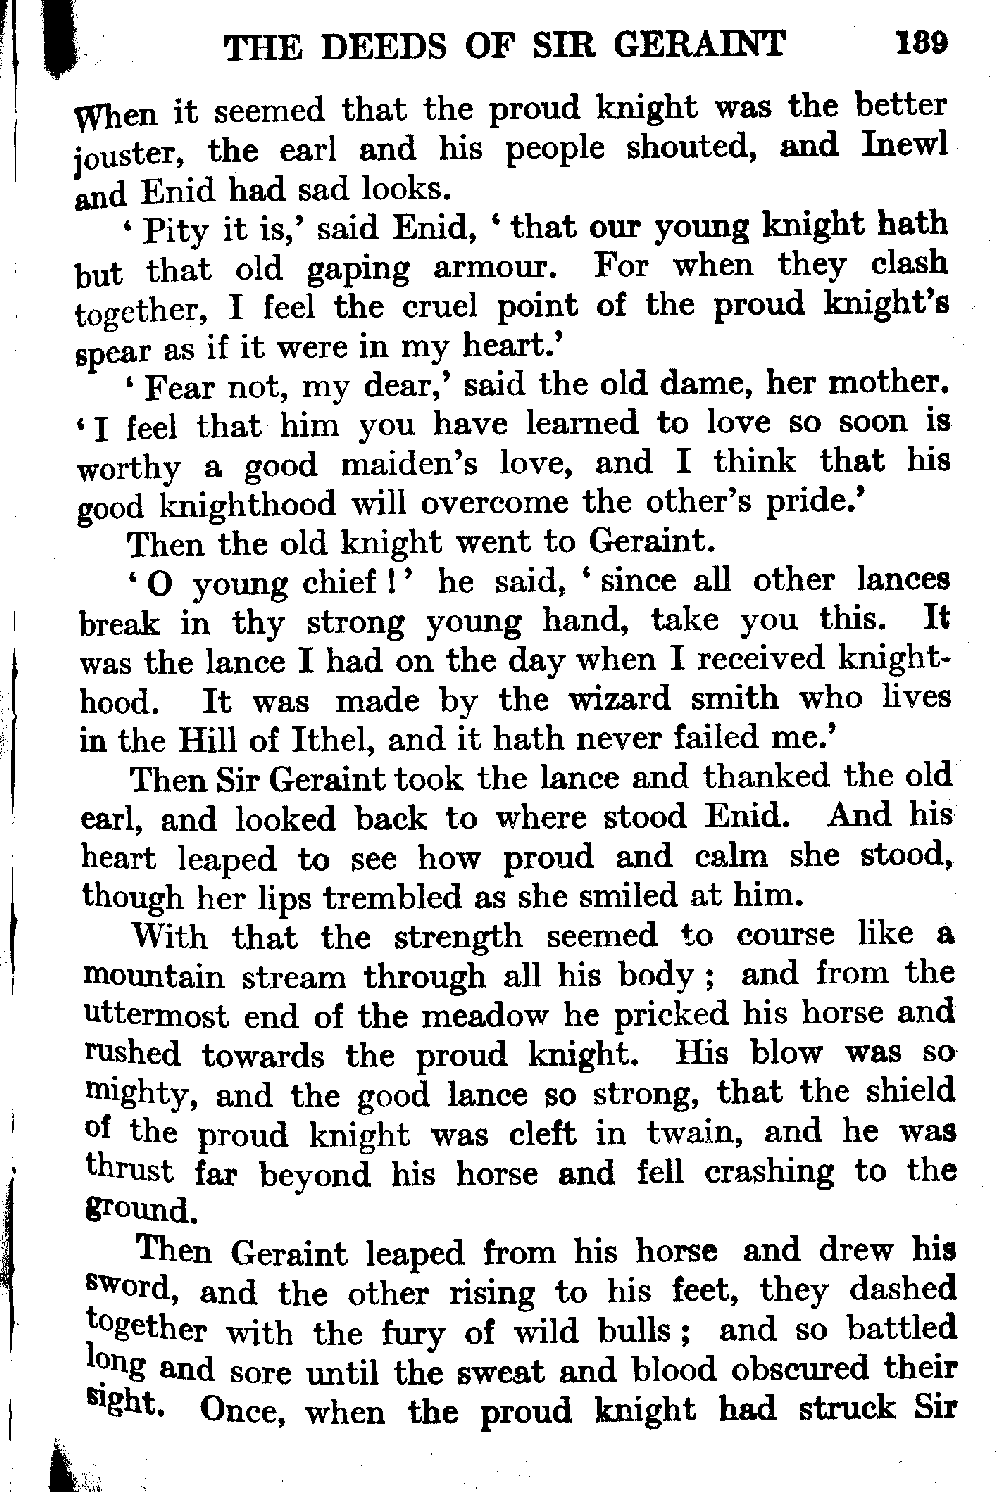 THE DEEDS OF SIR GERAINT 189
When it seemed that the proud knight was the better
jouster, the earl and his people shouted, and Inewl
and Enid had sad looks.
‘ Pity it is,’ said Enid, ‘ that our young knight hath
but that old gaping armour. For when they clash
together, I feel the cruel point of the proud knight’s
spear as if it were in my heart.’
‘ Fear not, my dear,’ said the old dame, her mother.
‘ I feel that him you have learned to love so soon is
worthy a good maiden’s love, and I think that his
good knighthood will overcome the other’s pride.’
Then the old knight went to Geraint.
‘ O young chief ! ’ he said, ‘ since all other lances
break in thy strong young hand, take you this. It
was the lance I had on the day when I received knight-
hood. It was made by the wizard smith who lives
in the Hill of Ithel, and it hath never failed me.’
Then Sir Geraint took the lance and thanked the old
earl, and looked back to where stood Enid. And his
heart leaped to see how proud and calm she stood,
though her lips trembled as she smiled at him.
With that the strength seemed to course like a
mountain stream through all his body ; and from the
uttermost end of the meadow he pricked his horse and
rushed towards the proud knight. His blow was so
mighty, and the good lance so strong, that the shield
of the proud knight was cleft in twain, and he was
thrust far beyond his horse and fell crashing to the
ground.
Then Geraint leaped from his horse and drew his
sword, and the other rising to his feet, they dashed
together with the fury of wild bulls ; and so battled
long and sore until the sweat and blood obscured their
sight. Once, when the proud knight had struck Sir